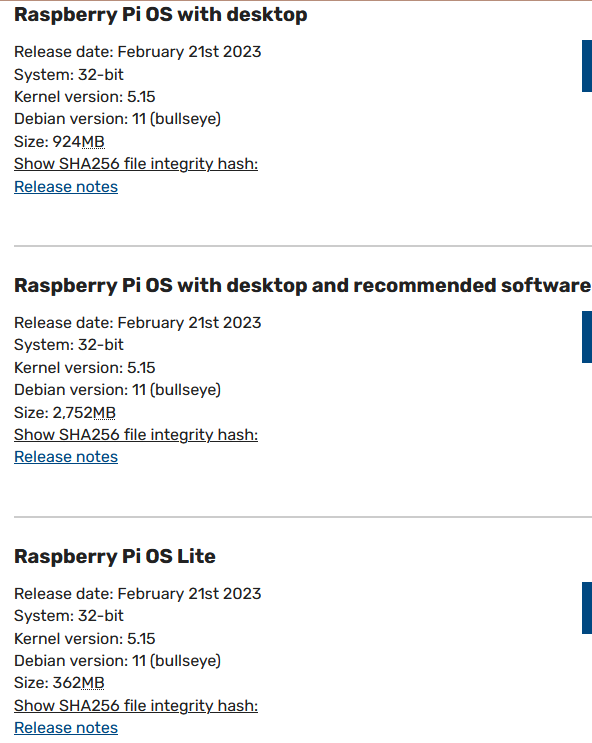 Raspberry Pi OS with desktop
Release date: February 21st 2023
System: 32-bit
Kernel version: 5.15
Debian version: 11 (bullseye)
Size: 924MB
Show SHA256 file integrity hash:
Release notes
Raspberry Pi OS with desktop and recommended software
Release date: February 21st 2023
System: 32-bit
Kernel version: 5.15
Debian version: 11 (bullseye)
Size: 2,752MB
Show SHA256 file integrity hash:
Release notes
Raspberry Pi OS Lite
Release date: February 21st 2023
System: 32-bit
Kernel version: 5.15
Debian version: 11 (bullseye)
Size: 362MB
Show SHA256 file integrity hash:
Release notes